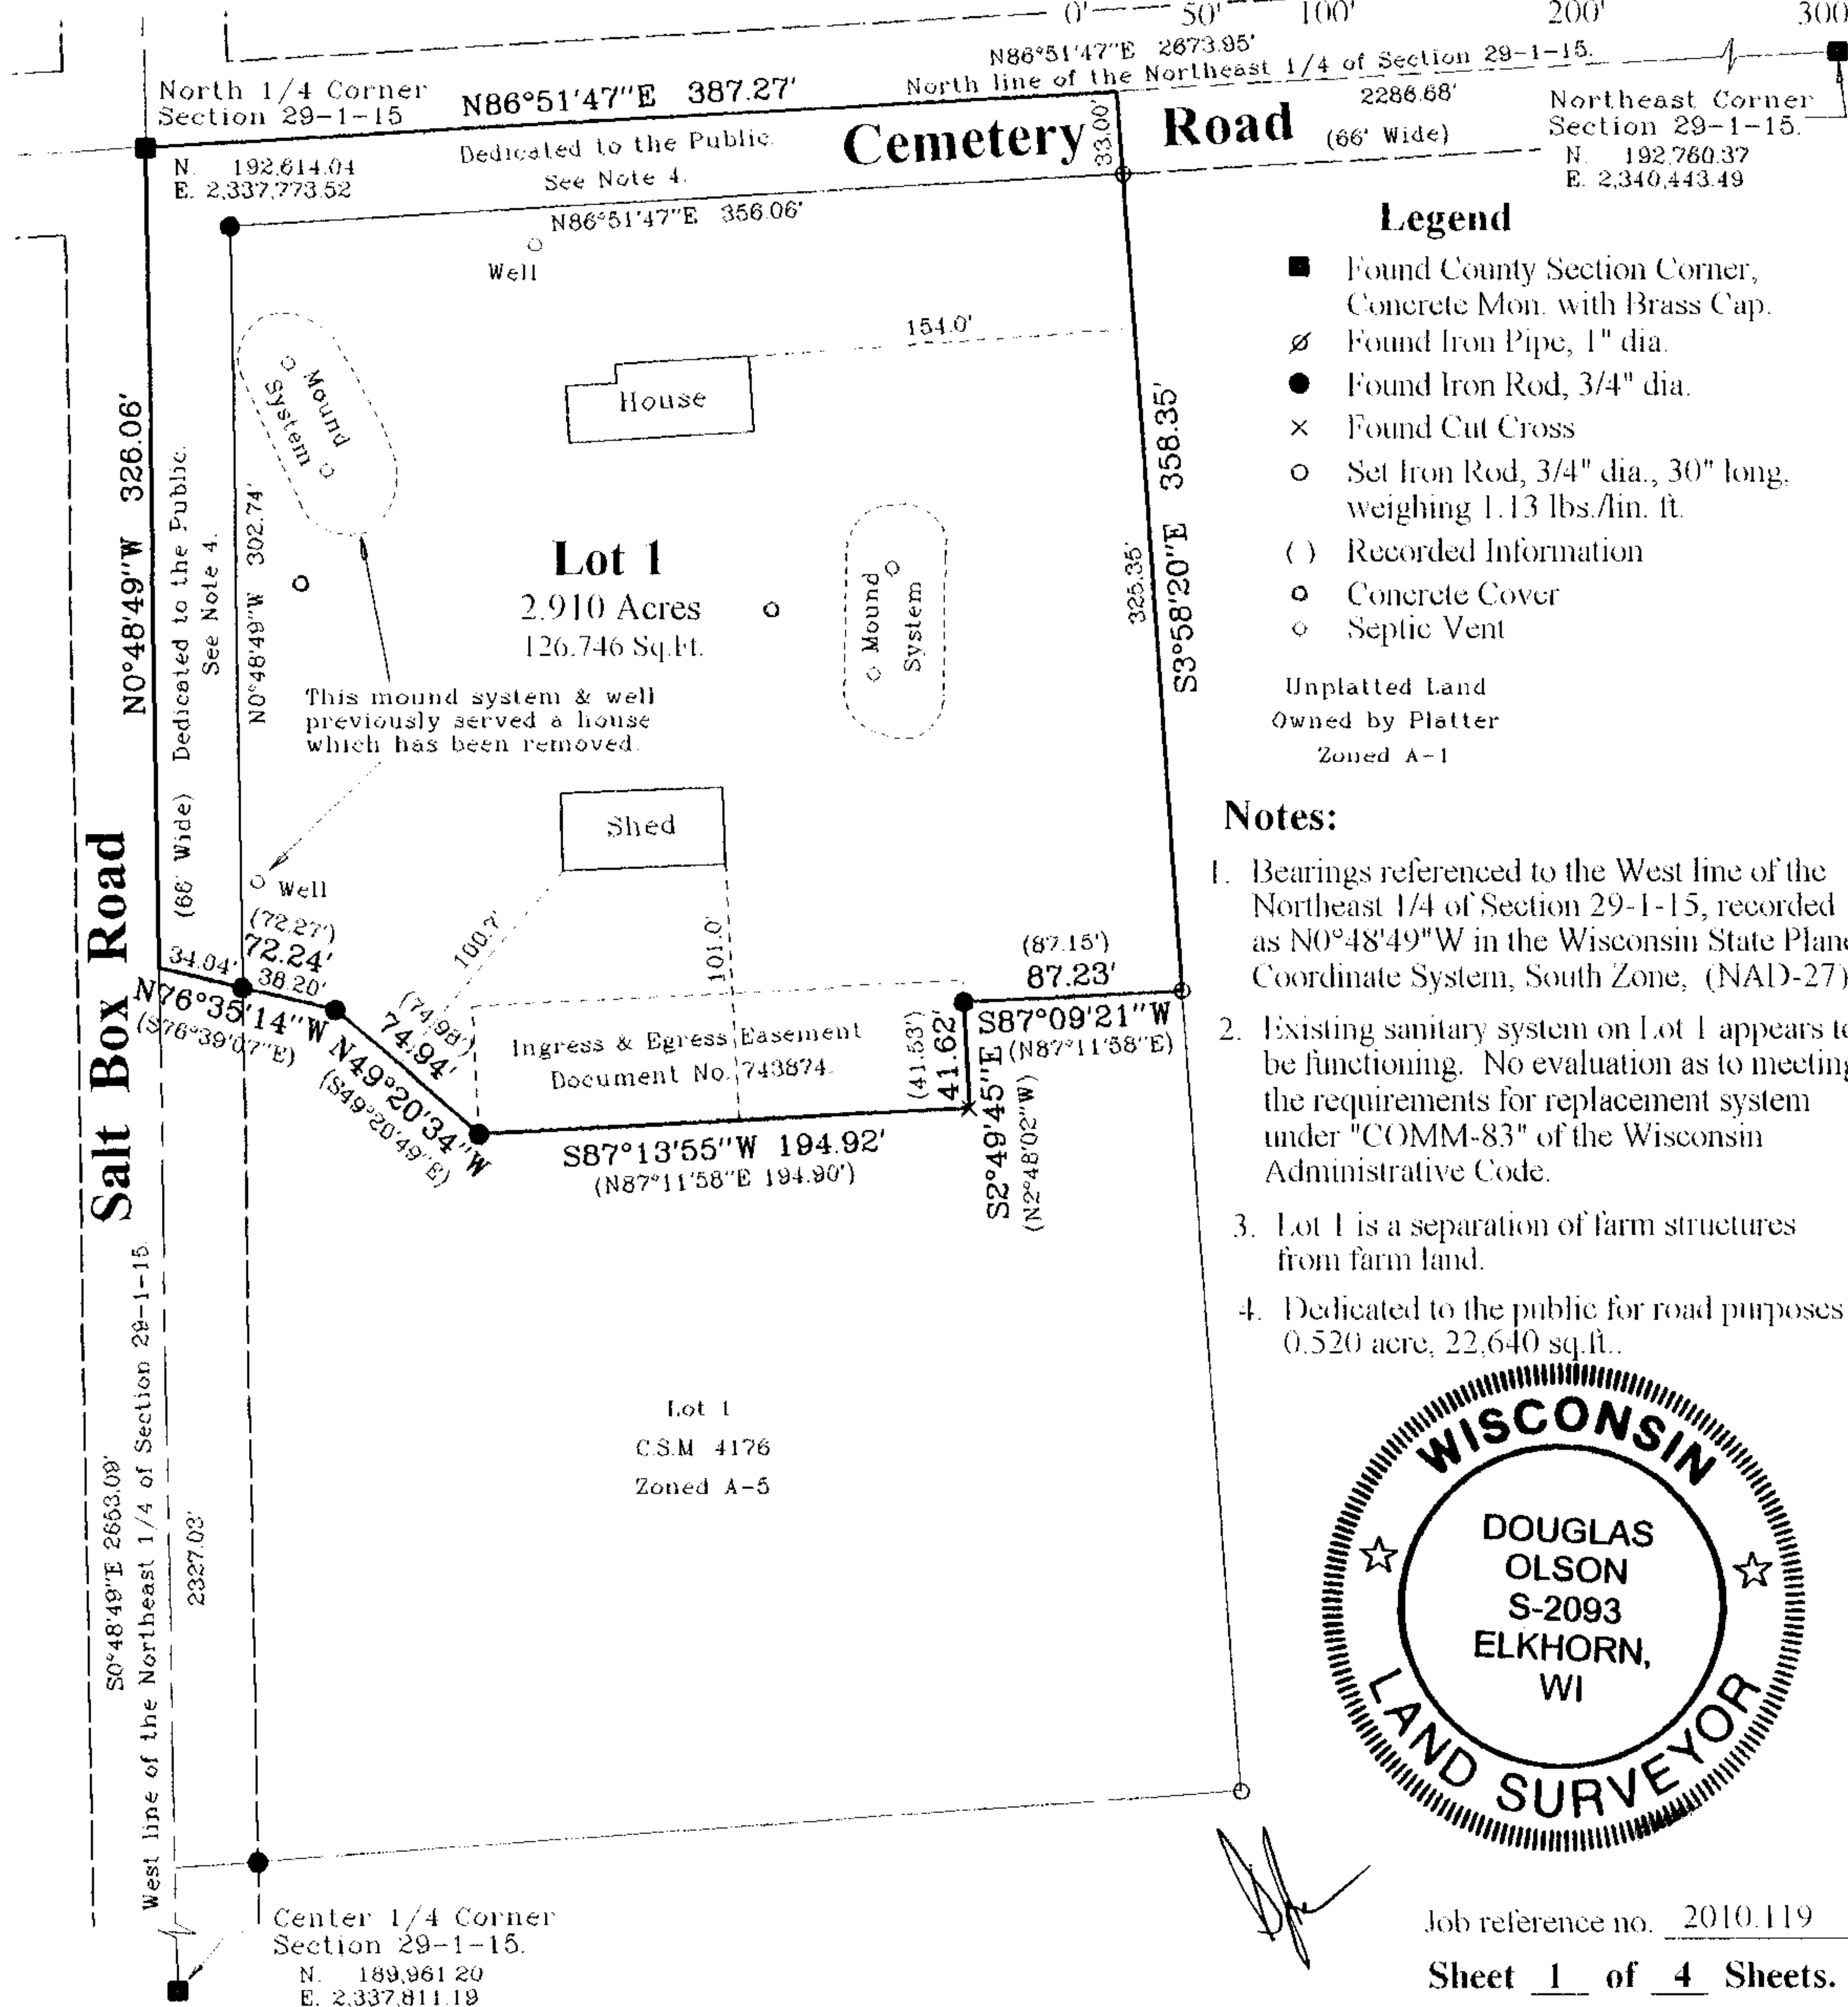 0' 50' 100' 200' 300
N86°51'47"E 2673.95'
North line of the Northeast 1/4 of Section 29-1-15.
2286.68'
North 1/4 Corner
Section 29-1-15
N. 192,614.04
E. 2,337,773.52
N86°51'47"E 387.27'
Dedicated to the Public.
See Note 4.
Cemetery Road (66' Wide)
33.00'
Northeast Corner
Section 29-1-15.
N. 192,760.37
E. 2,340,443.49
N86°51'47"E 356.06'
Well
154.0'
House
Mound
System
N0°48'49"W 326.06'
(66' Wide) Dedicated to the Public.
See Note 4.
N0°48'49"W 302.74'
Lot 1
2.910 Acres
126.746 Sq.Ft.
Mound
System
325.35'
S3°58'20"E 358.35'
This mound system & well
previously served a house
which has been removed.
Shed
Well
100.7'
101.0'
Salt Box Road
(72.27')
72.24'
34.04'
38.20'
N76°35'14"W
(S76°39'07"E)
(74.98')
74.94'
N49°20'34"W
(S49°20'49"E)
Ingress & Egress Easement
Document No. 743874.
(87.15')
87.23'
S87°09'21"W
(N87°11'58"E)
(41.53')
41.62'
S2°49'45"E
(N2°48'02"W)
S87°13'55"W 194.92'
(N87°11'58"E 194.90')
Lot 1
C.S.M 4176
Zoned A-5
S0°48'49"E 2653.09'
West line of the Northeast 1/4 of Section 29-1-15.
2327.03'
Center 1/4 Corner
Section 29-1-15.
N. 189,961 20
E. 2,337,811.19
Legend
Found County Section Corner,
Concrete Mon. with Brass Cap.
Found Iron Pipe, 1" dia.
Found Iron Rod, 3/4" dia.
Found Cut Cross
Set Iron Rod, 3/4" dia., 30" long,
weighing 1.13 lbs./lin. ft.
( ) Recorded Information
Concrete Cover
Septic Vent
Unplatted Land
Owned by Platter
Zoned A-1
Notes:
1. Bearings referenced to the West line of the
Northeast 1/4 of Section 29-1-15, recorded
as N0°48'49"W in the Wisconsin State Plane
Coordinate System, South Zone, (NAD-27)
2. Existing sanitary system on Lot 1 appears to
be functioning. No evaluation as to meeting
the requirements for replacement system
under "COMM-83" of the Wisconsin
Administrative Code.
3. Lot 1 is a separation of farm structures
from farm land.
4. Dedicated to the public for road purposes
0.520 acre, 22,640 sq.ft..
WISCONSIN
DOUGLAS
OLSON
S-2093
ELKHORN,
WI
LAND SURVEYOR
Job reference no. 2010.119
Sheet 1 of 4 Sheets.